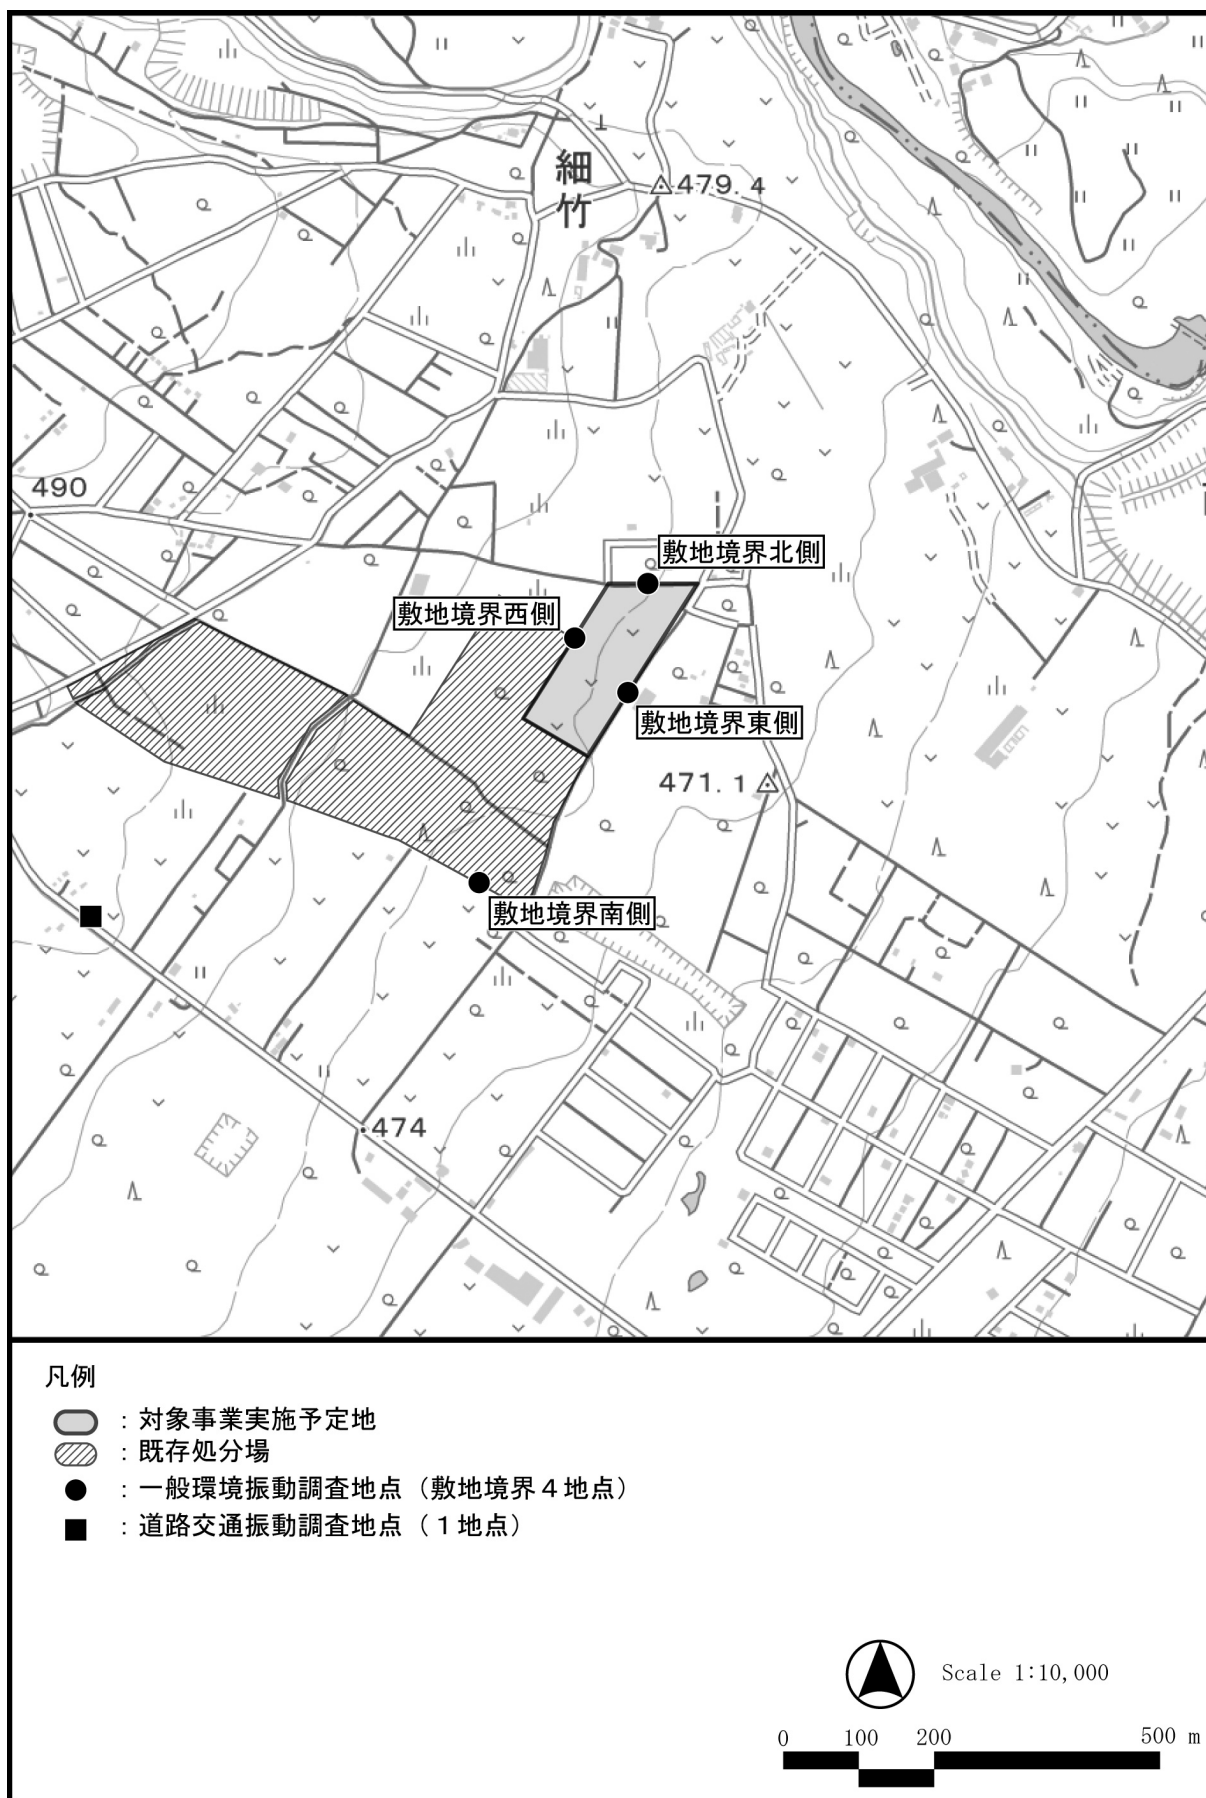 細竹
479.4
490
敷地境界北側
敷地境界西側
敷地境界東側
471.1
敷地境界南側
474
凡例
：対象事業実施予定地
：既存処分場
：一般環境振動調査地点（敷地境界４地点）
：道路交通振動調査地点（１地点）
Scale 1:10,000
0 100 200 500 m